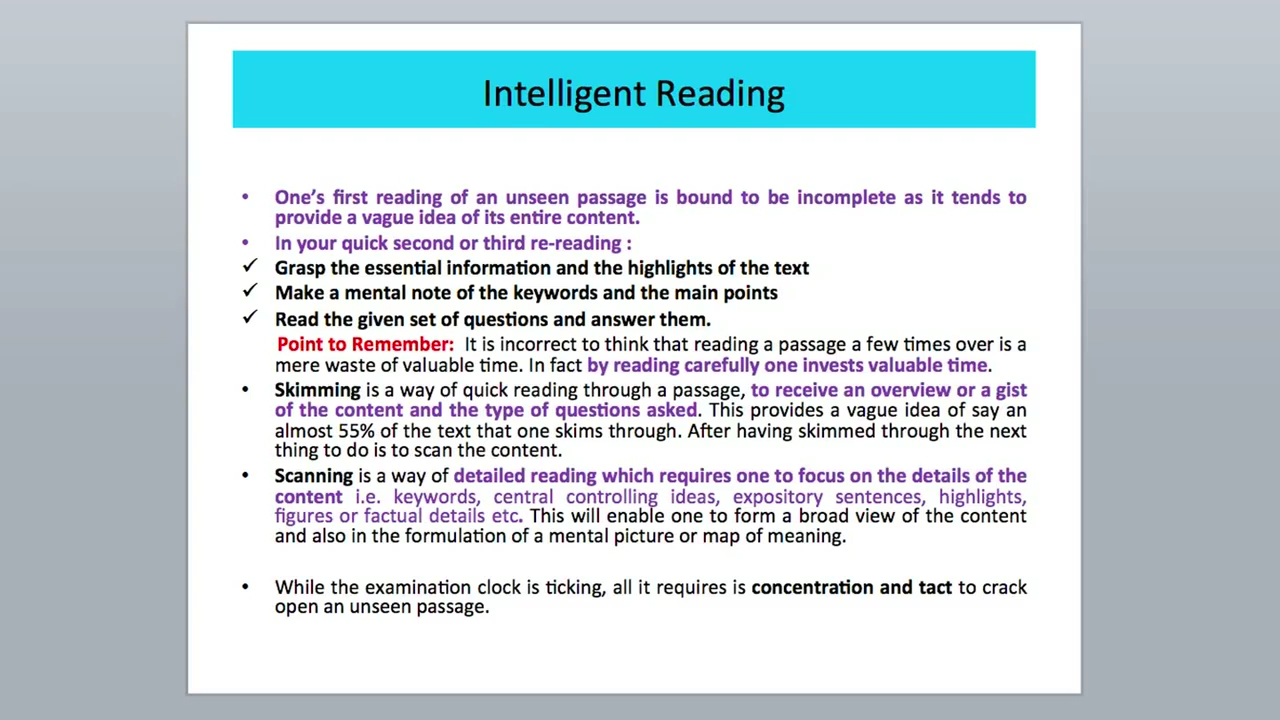 Intelligent Reading
• One's first reading of an unseen passage is bound to be incomplete as it tends to
provide a vague idea of its entire content.
• In your quick second or third re-reading :
✓ Grasp the essential information and the highlights of the text
✓ Make a mental note of the keywords and the main points
✓ Read the given set of questions and answer them.
Point to Remember: It is incorrect to think that reading a passage a few times over is a
mere waste of valuable time. In fact by reading carefully one invests valuable time.
• Skimming is a way of quick reading through a passage, to receive an overview or a gist
of the content and the type of questions asked. This provides a vague idea of say an
almost 55% of the text that one skims through. After having skimmed through the next
thing to do is to scan the content.
• Scanning is a way of detailed reading which requires one to focus on the details of the
content i.e. keywords, central controlling ideas, expository sentences, highlights,
figures or factual details etc. This will enable one to form a broad view of the content
and also in the formulation of a mental picture or map of meaning.
• While the examination clock is ticking, all it requires is concentration and tact to crack
open an unseen passage.